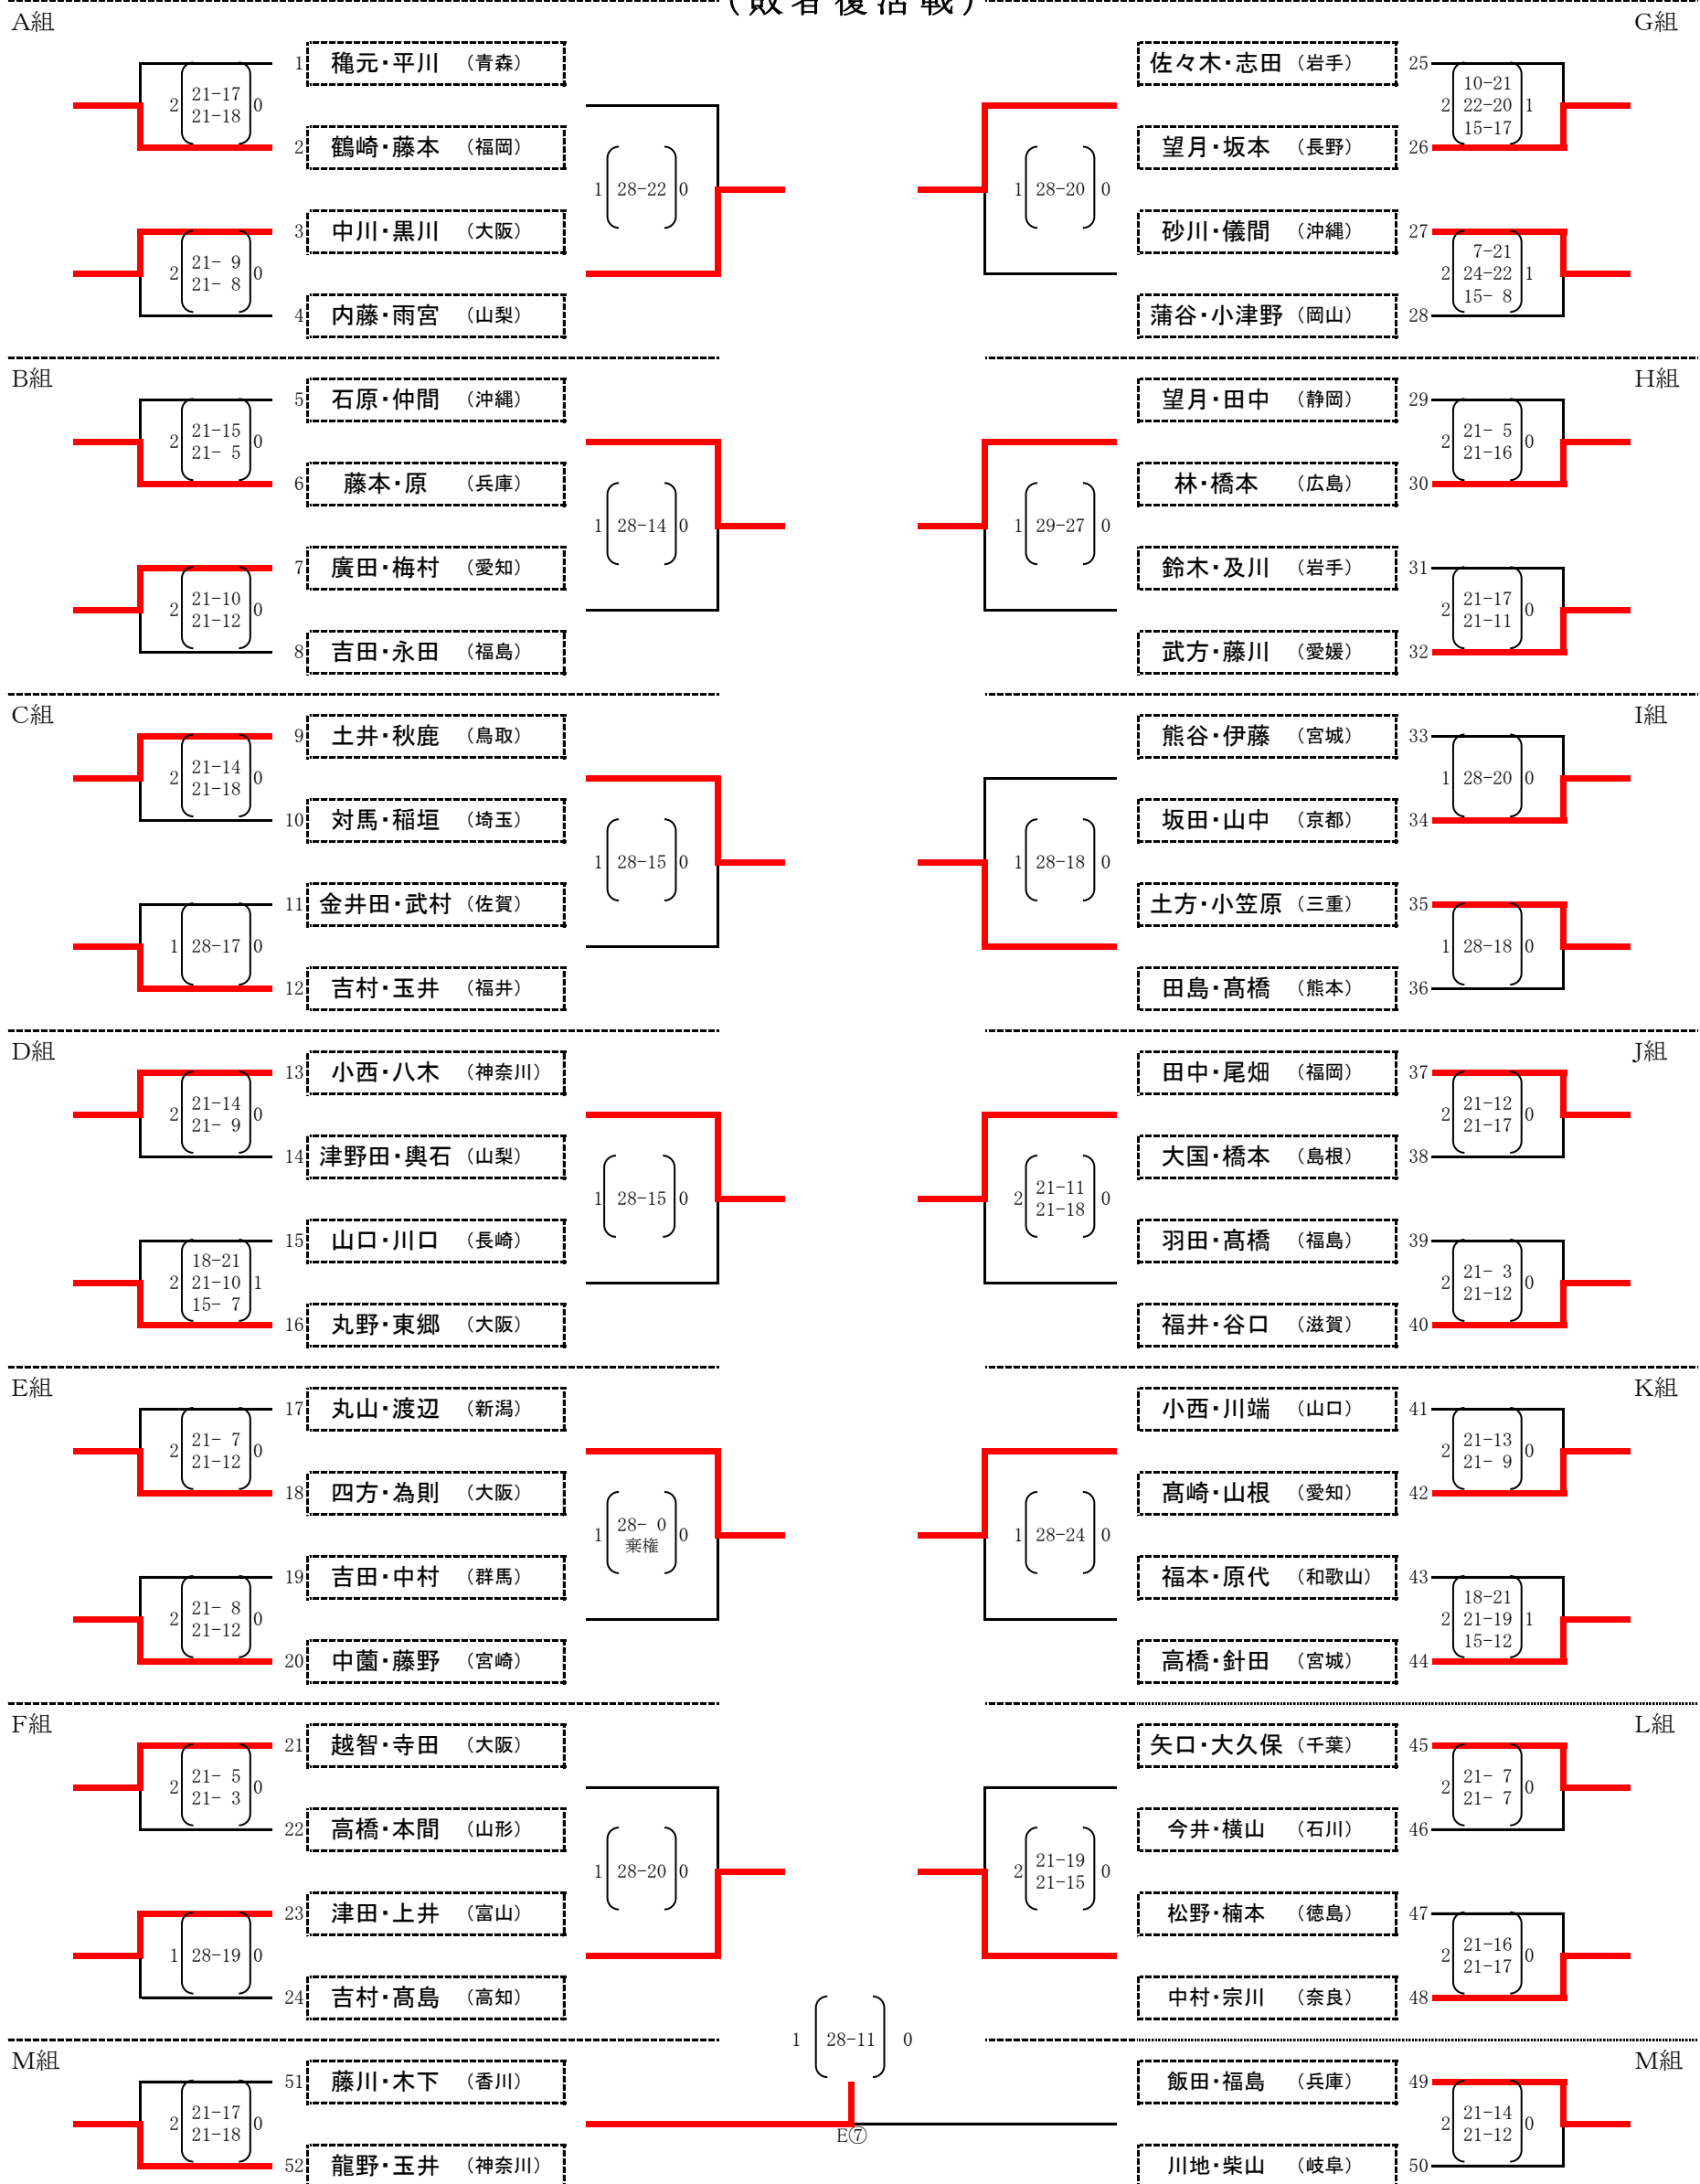 (敗者復活戦)
A組
1 穐元・平川 (青森)
2 21-17 0
21-18
2 鶴崎・藤本 (福岡)
1 28-22 0
3 中川・黒川 (大阪)
2 21- 9 0
21- 8
4 内藤・雨宮 (山梨)
B組
5 石原・仲間 (沖縄)
2 21-15 0
21- 5
6 藤本・原 (兵庫)
1 28-14 0
7 廣田・梅村 (愛知)
2 21-10 0
21-12
8 吉田・永田 (福島)
C組
9 土井・秋鹿 (鳥取)
2 21-14 0
21-18
10 対馬・稲垣 (埼玉)
1 28-15 0
11 金井田・武村 (佐賀)
1 28-17 0
12 吉村・玉井 (福井)
D組
13 小西・八木 (神奈川)
2 21-14 0
21- 9
14 津野田・輿石 (山梨)
1 28-15 0
15 山口・川口 (長崎)
18-21
2 21-10 1
15- 7
16 丸野・東郷 (大阪)
E組
17 丸山・渡辺 (新潟)
2 21- 7 0
21-12
18 四方・為則 (大阪)
1 28- 0 0
棄権
19 吉田・中村 (群馬)
2 21- 8 0
21-12
20 中薗・藤野 (宮崎)
F組
21 越智・寺田 (大阪)
2 21- 5 0
21- 3
22 高橋・本間 (山形)
1 28-20 0
23 津田・上井 (富山)
1 28-19 0
24 吉村・髙島 (高知)
M組
51 藤川・木下 (香川)
2 21-17 0
21-18
52 龍野・玉井 (神奈川)
1 28-11 0
E⑦
G組
佐々木・志田 (岩手) 25
10-21
2 22-20 1
15-17
望月・坂本 (長野) 26
1 28-20 0
砂川・儀間 (沖縄) 27
7-21
2 24-22 1
15- 8
蒲谷・小津野 (岡山) 28
H組
望月・田中 (静岡) 29
2 21- 5 0
21-16
林・橋本 (広島) 30
1 29-27 0
鈴木・及川 (岩手) 31
2 21-17 0
21-11
武方・藤川 (愛媛) 32
I組
熊谷・伊藤 (宮城) 33
1 28-20 0
坂田・山中 (京都) 34
1 28-18 0
土方・小笠原 (三重) 35
1 28-18 0
田島・髙橋 (熊本) 36
J組
田中・尾畑 (福岡) 37
2 21-12 0
21-17
大国・橋本 (島根) 38
2 21-11 0
21-18
羽田・髙橋 (福島) 39
2 21- 3 0
21-12
福井・谷口 (滋賀) 40
K組
小西・川端 (山口) 41
2 21-13 0
21- 9
髙崎・山根 (愛知) 42
1 28-24 0
福本・原代 (和歌山) 43
18-21
2 21-19 1
15-12
高橋・針田 (宮城) 44
L組
矢口・大久保 (千葉) 45
2 21- 7 0
21- 7
今井・横山 (石川) 46
2 21-19 0
21-15
松野・楠本 (徳島) 47
2 21-16 0
21-17
中村・宗川 (奈良) 48
M組
飯田・福島 (兵庫) 49
2 21-14 0
21-12
川地・柴山 (岐阜) 50